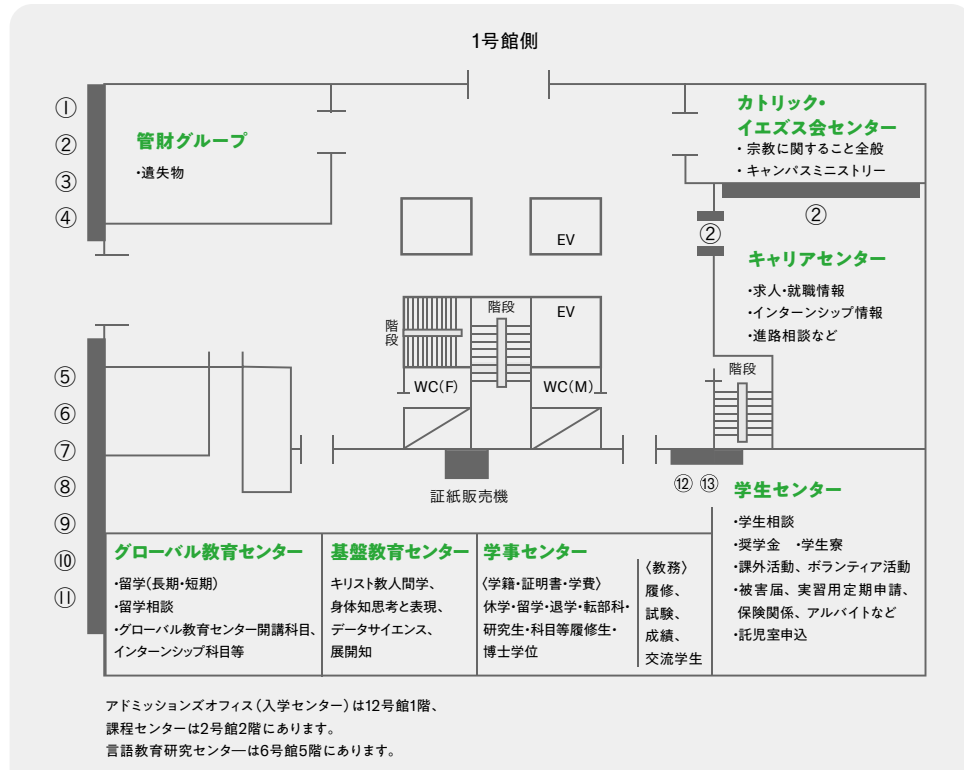 1号館側
①
②
③
④
管財グループ
・遺失物
カトリック・
イエズス会センター
・宗教に関すること全般
・キャンパスミニストリー
②
②
キャリアセンター
・求人・就職情報
・インターンシップ情報
・進路相談など
EV
EV
階段
階段
WC(F)
WC(M)
階段
⑤
⑥
⑦
⑧
⑨
⑩
⑪
証紙販売機
⑫ ⑬
学生センター
・学生相談
・奨学金 ・学生寮
・課外活動、ボランティア活動
・被害届、実習用定期申請、
保険関係、アルバイトなど
・託児室申込
グローバル教育センター
・留学(長期・短期)
・留学相談
・グローバル教育センター開講科目、
インターンシップ科目等
基盤教育センター
キリスト教人間学、
身体知思考と表現、
データサイエンス、
展開知
学事センター
〈学籍・証明書・学費〉
休学・留学・退学・転部科・
研究生・科目等履修生・
博士学位
〈教務〉
履修、
試験、
成績、
交流学生
アドミッションズオフィス(入学センター)は12号館1階、
課程センターは2号館2階にあります。
言語教育研究センターは6号館5階にあります。